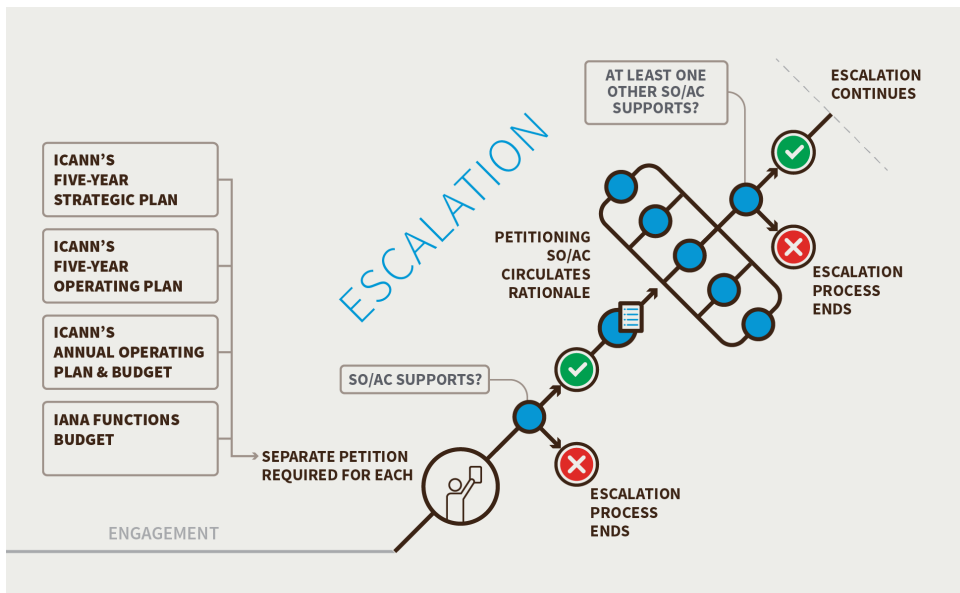 ICANN’S
FIVE-YEAR
STRATEGIC PLAN
ICANN’S
FIVE-YEAR
OPERATING PLAN
ICANN’S
ANNUAL OPERATING
PLAN & BUDGET
IANA FUNCTIONS
BUDGET
SEPARATE PETITION
REQUIRED FOR EACH
ENGAGEMENT
ESCALATION
SO/AC SUPPORTS?
ESCALATION
PROCESS
ENDS
PETITIONING
SO/AC
CIRCULATES
RATIONALE
AT LEAST ONE
OTHER SO/AC
SUPPORTS?
ESCALATION
PROCESS
ENDS
ESCALATION
CONTINUES